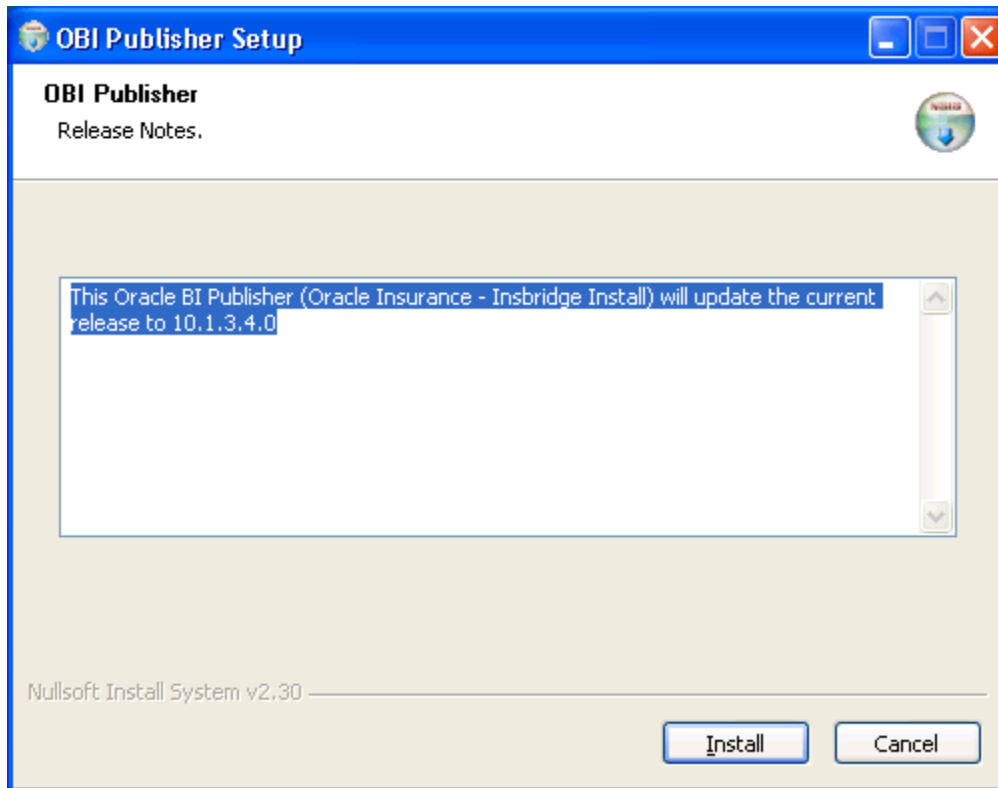 OBI Publisher Setup
OBI Publisher
Release Notes.
This Oracle BI Publisher (Oracle Insurance - Insbridge Install) will update the current
release to 10.1.3.4.0
Nullsoft Install System v2.30
Install
Cancel